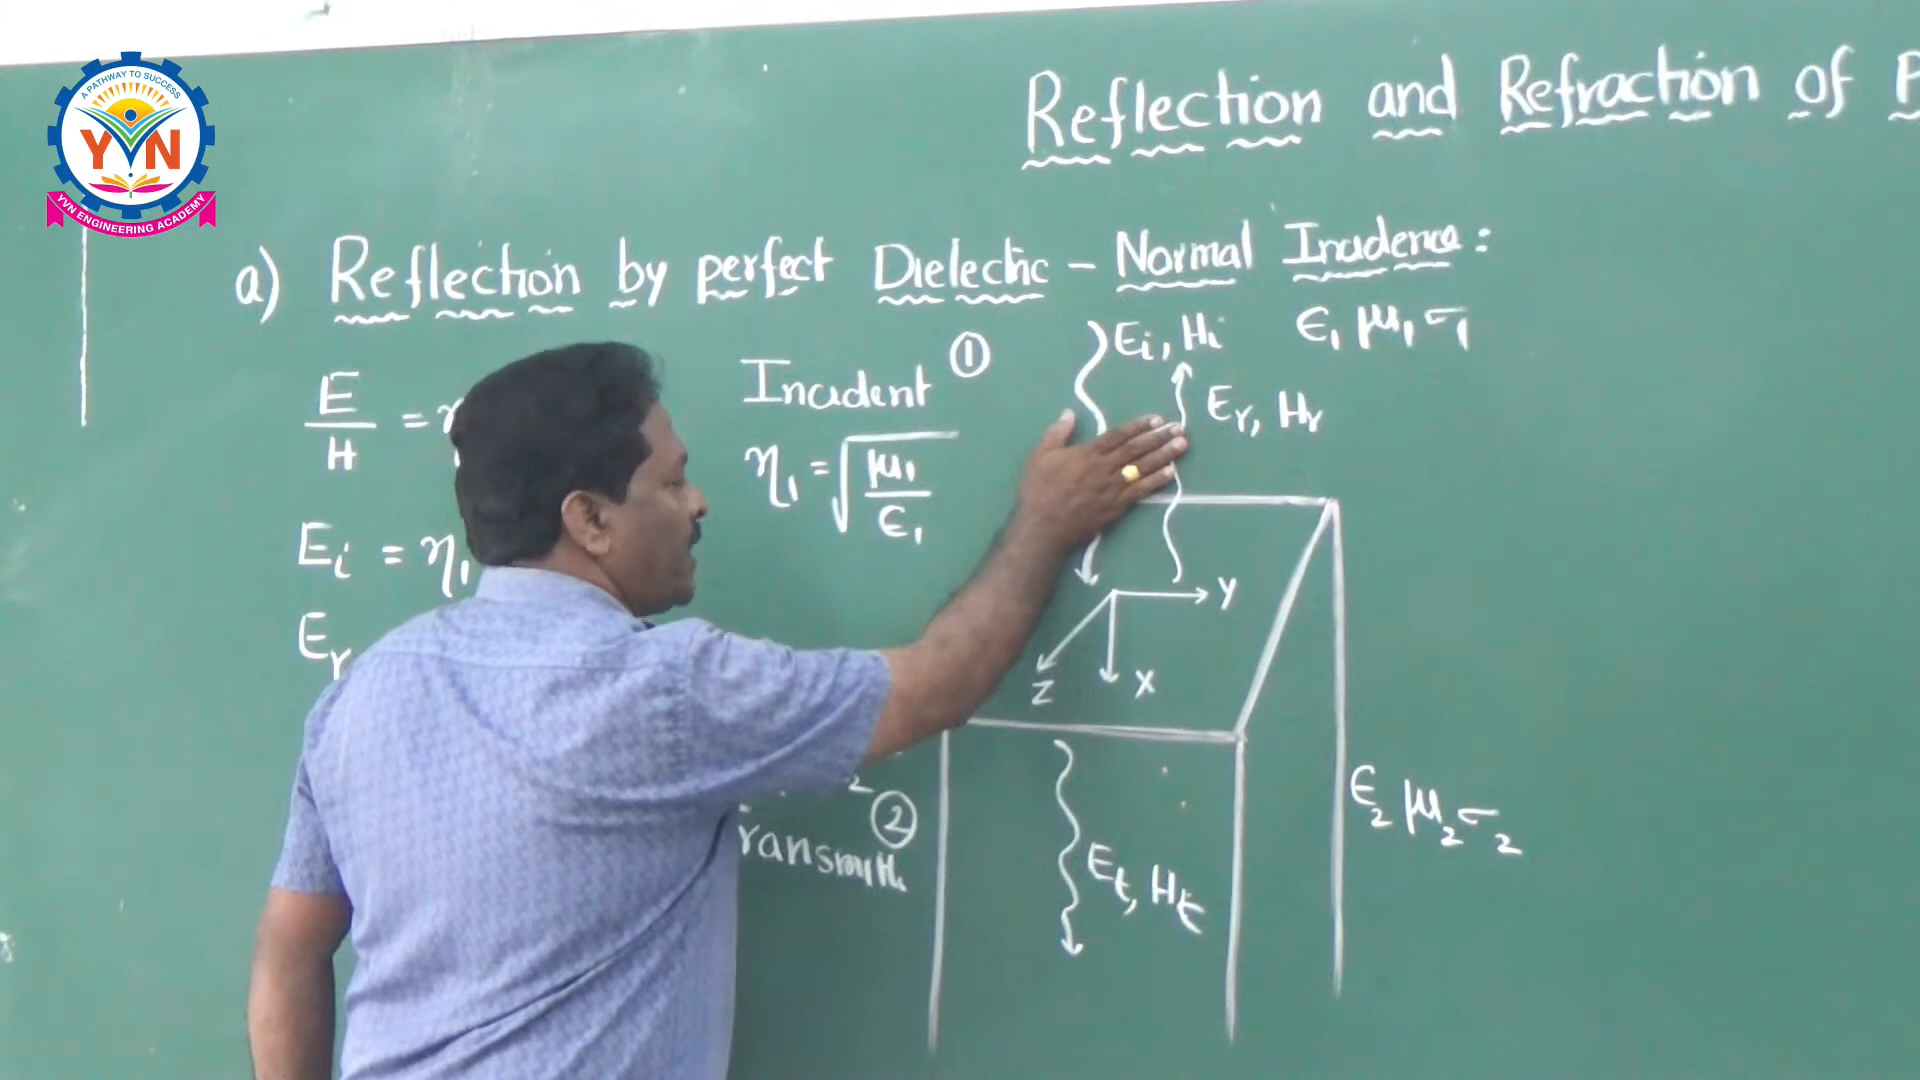 A PATHWAY TO SUCCESS
YVN
YVN ENGINEERING ACADEMY
Reflection and Refraction of P
a) Reflection by perfect Dielectic - Normal Incidence:
E/H =
Incident ①
η₁ = √(μ₁/ϵ₁)
Ei = η₁
Er
Ei, Hi
ϵ₁ μ₁ σ₁
Er, Hr
Y
Z
X
2
②
ransmitt
Et, Ht
ϵ₂ μ₂ σ₂